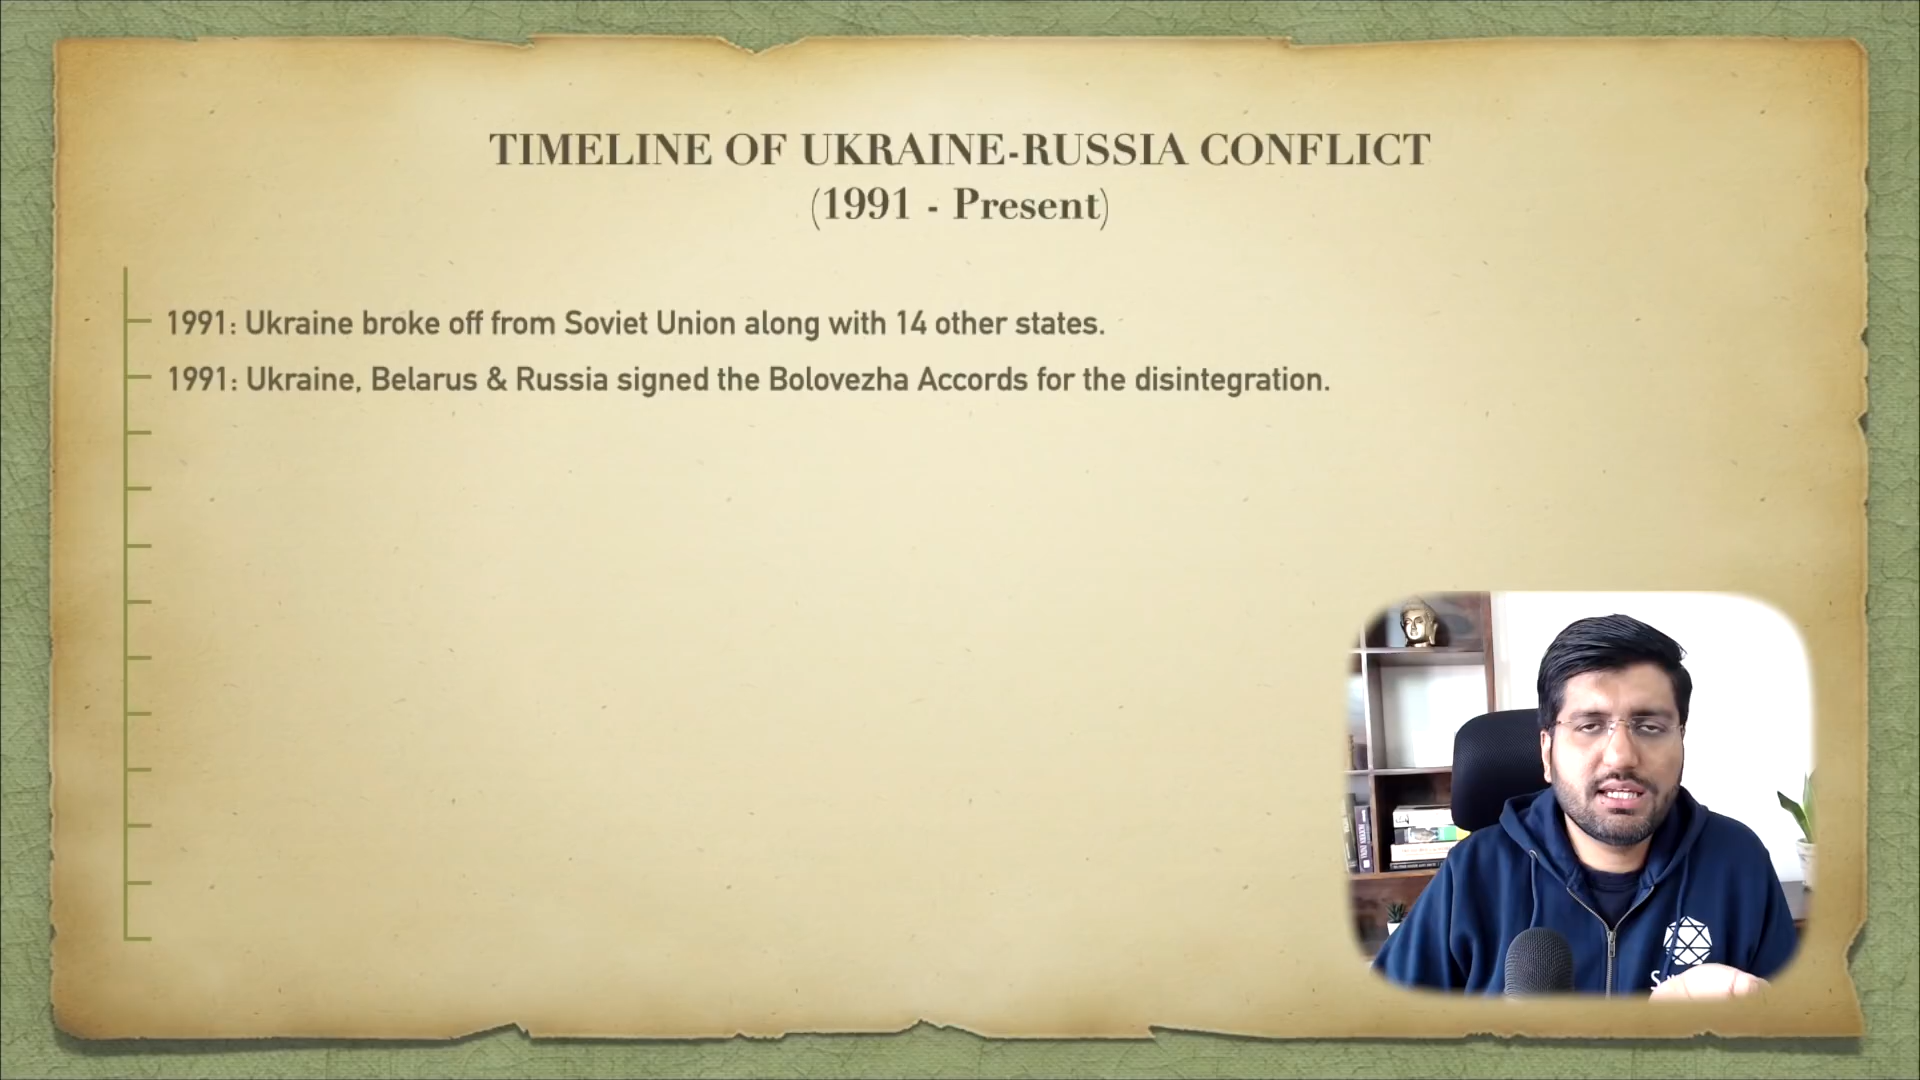 TIMELINE OF UKRAINE-RUSSIA CONFLICT
(1991 - Present)
1991: Ukraine broke off from Soviet Union along with 14 other states.
1991: Ukraine, Belarus & Russia signed the Bolovezha Accords for the disintegration.